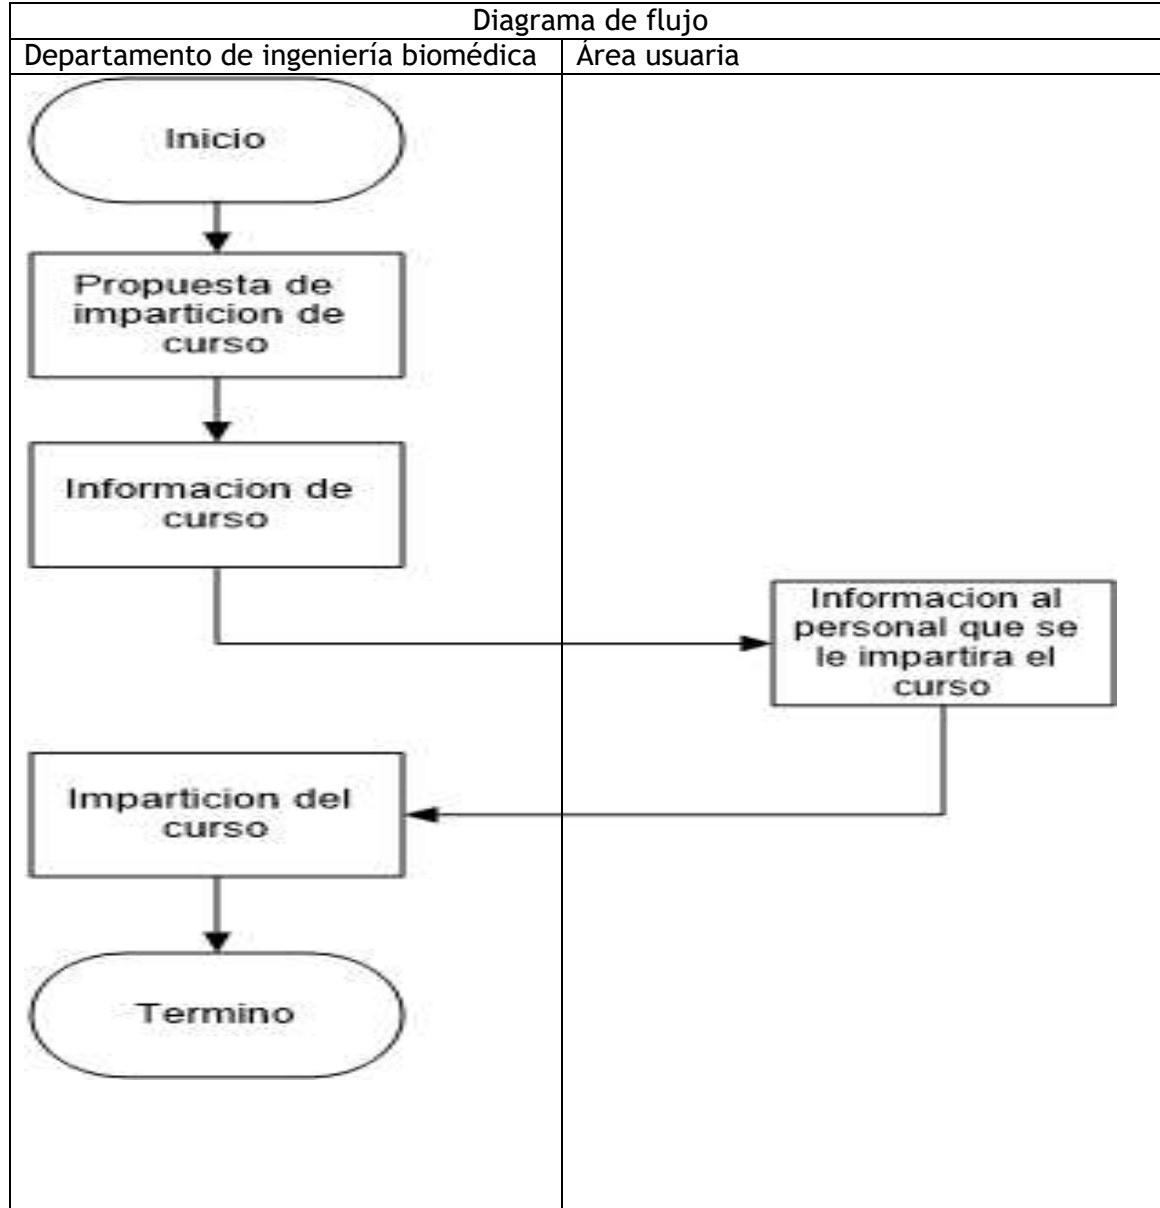 Diagrama de flujo
Departamento de ingeniería biomédica
Área usuaria
Inicio
Propuesta de
imparticion de
curso
Informacion de
curso
Informacion al
personal que se
le impartira el
curso
Imparticion del
curso
Termino